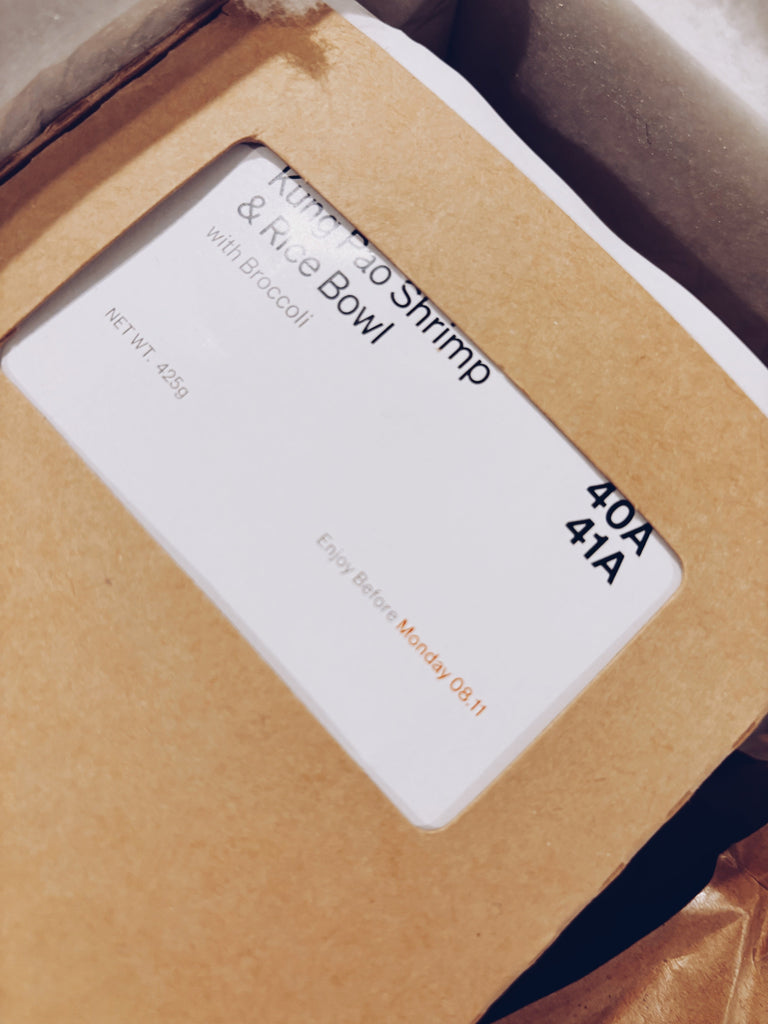 Kung Pao Shrimp
& Rice Bowl
with Broccoli
NET WT. 425g
40A
41A
Enjoy Before Monday 08.11